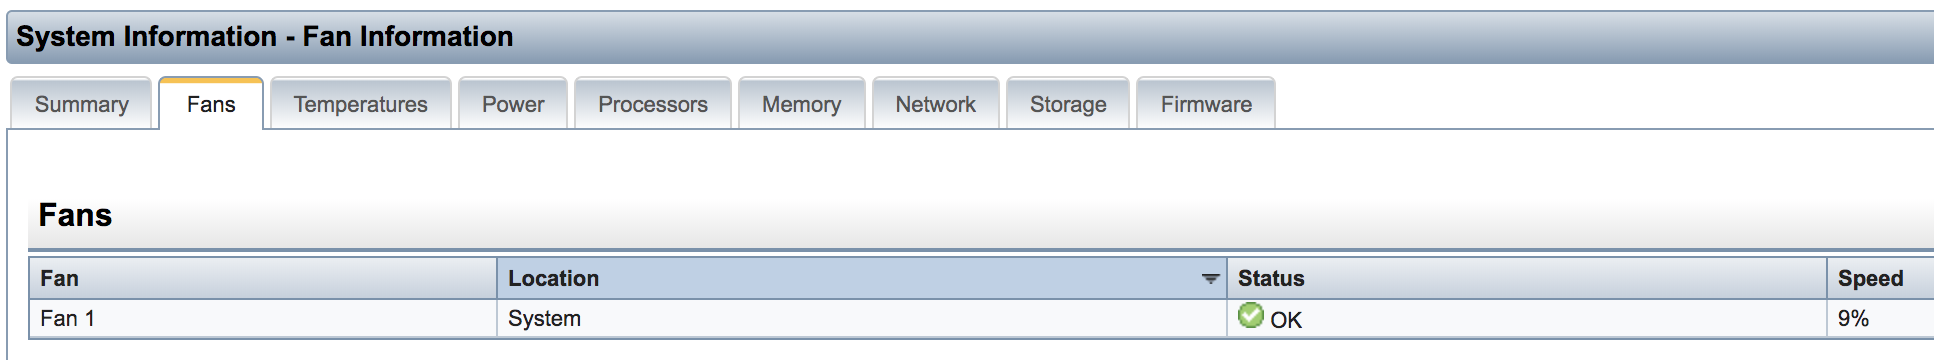 System Information - Fan Information
Summary Fans Temperatures Power Processors Memory Network Storage Firmware
Fans
Fan Location Status Speed
Fan 1 System OK 9%